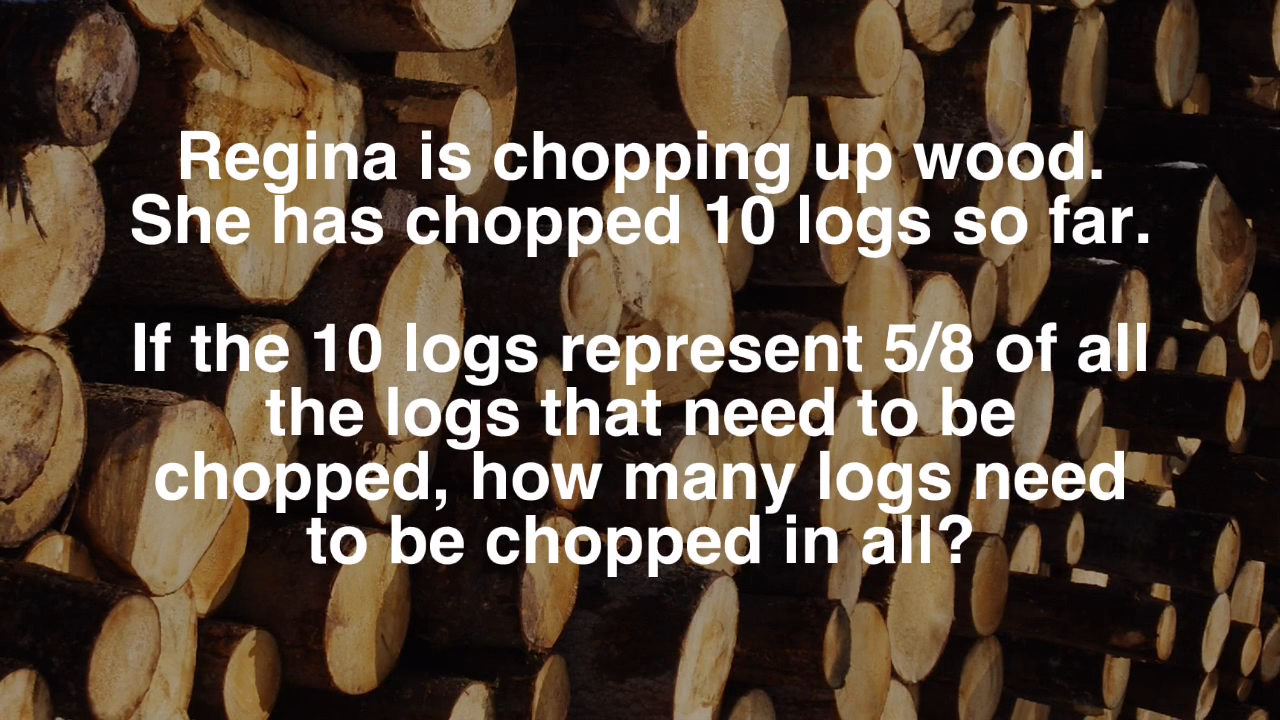 Regina is chopping up wood.
She has chopped 10 logs so far.
If the 10 logs represent 5/8 of all
the logs that need to be
chopped, how many logs need
to be chopped in all?